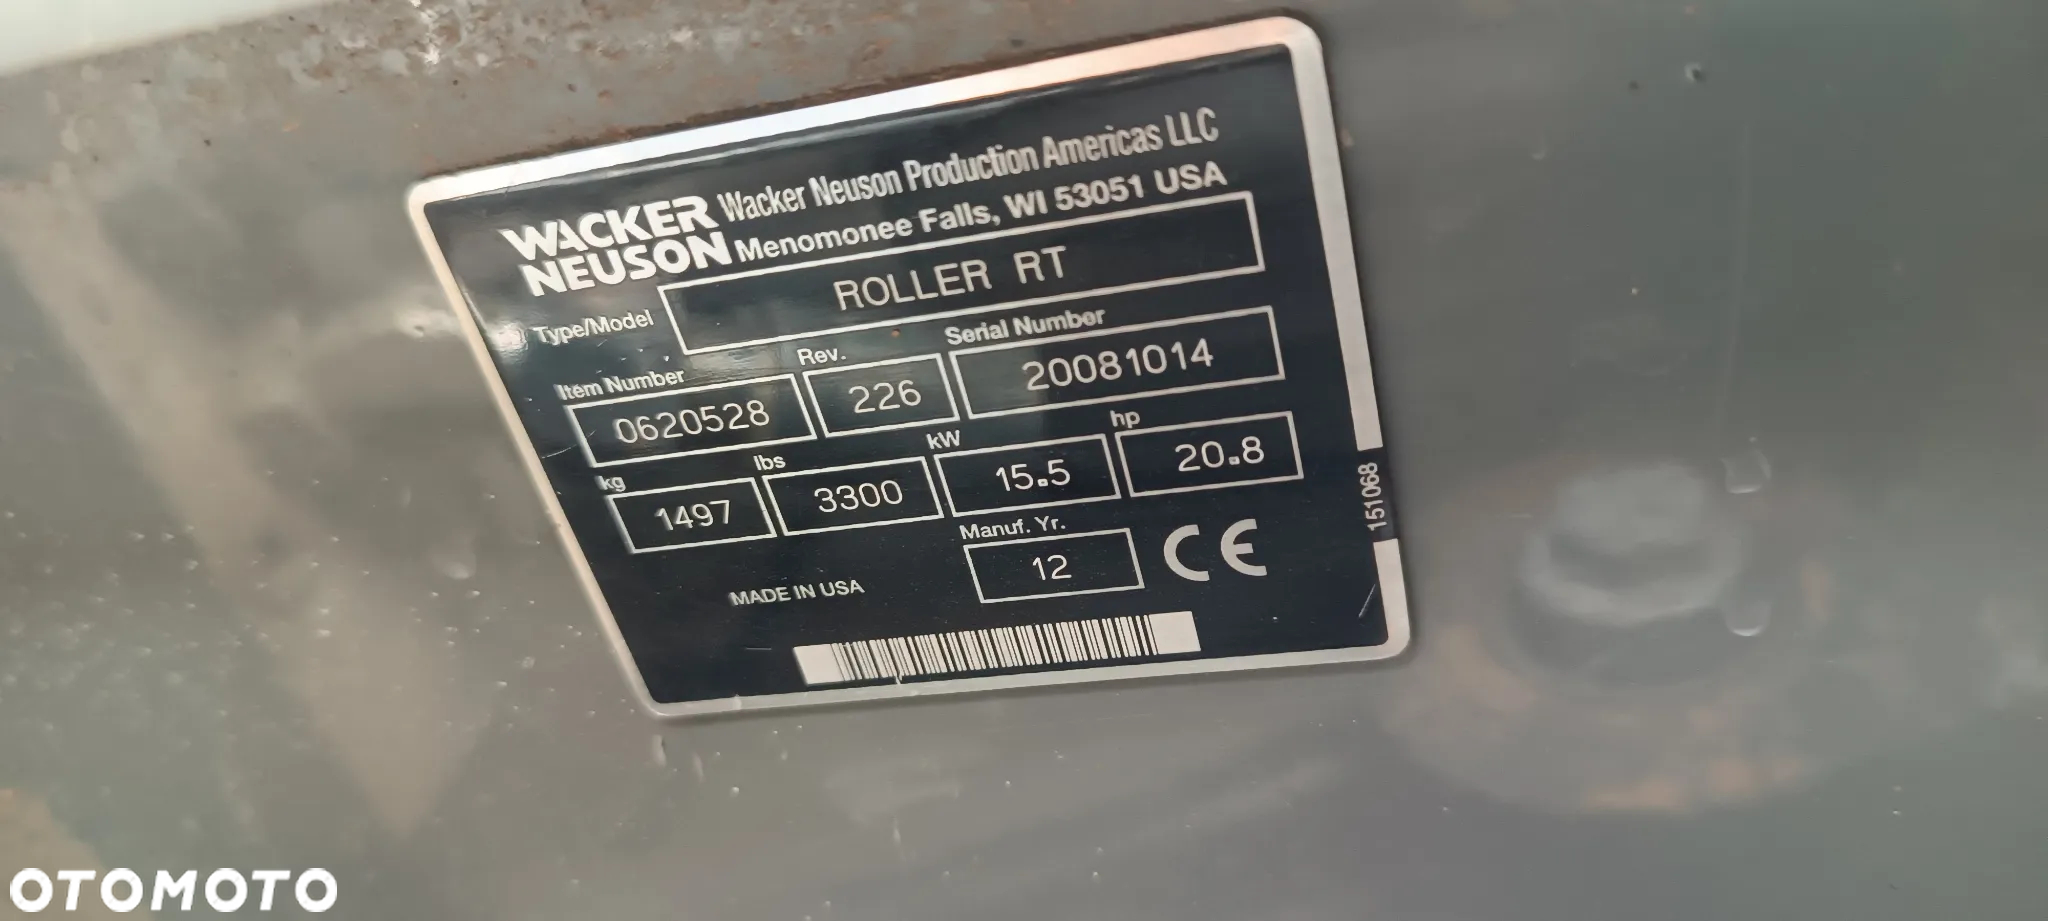 WACKER NEUSON
Wacker Neuson Production Americas LLC
Menomonee Falls, WI 53051 USA
Type/Model
ROLLER RT
Item Number
0620528
Rev.
226
Serial Number
20081014
kg
1497
lbs
3300
kW
15.5
hp
20.8
Manuf. Yr.
12
CE
MADE IN USA
151068
OTOMOTO